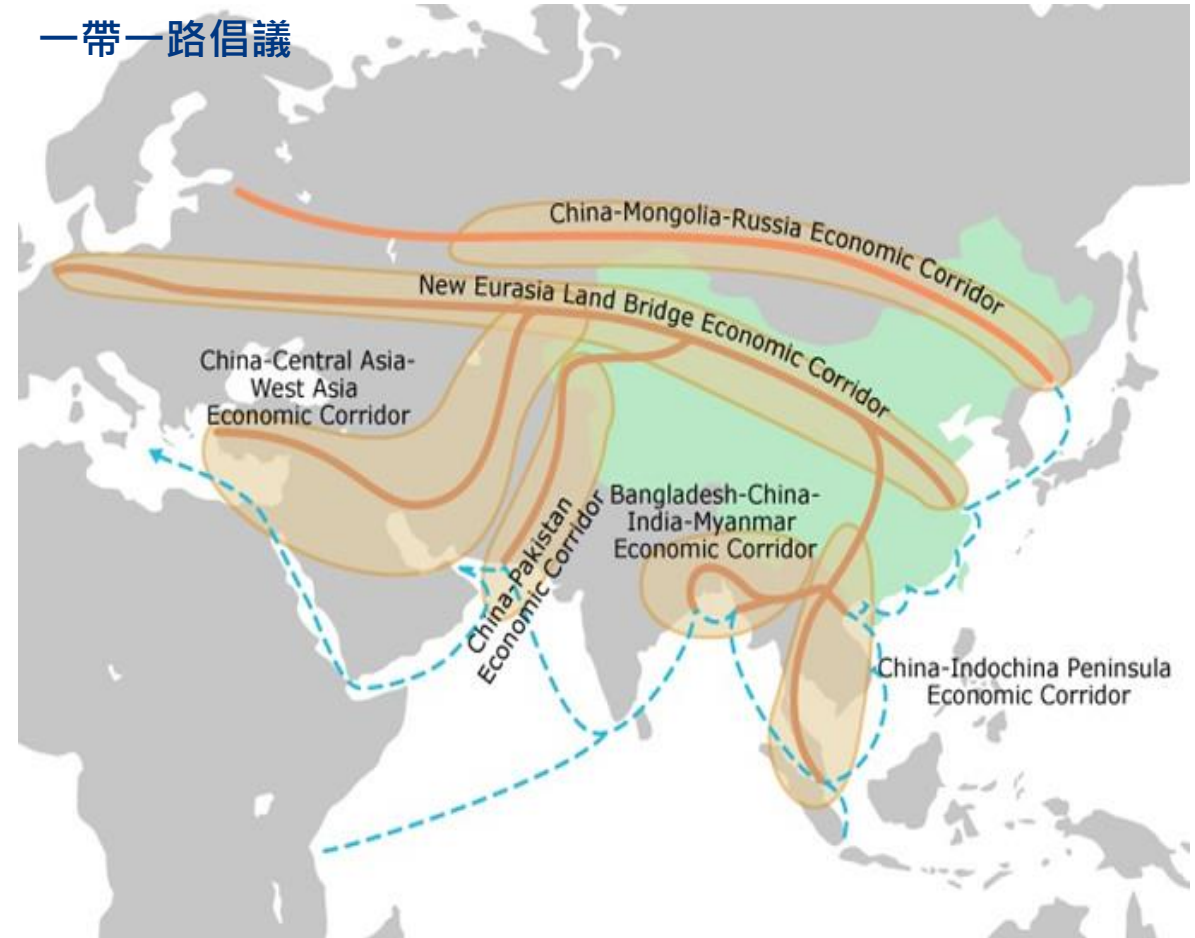 一帶一路倡議
China-Mongolia-Russia Economic Corridor
New Eurasia Land Bridge Economic Corridor
China-Central Asia-
West Asia
Economic Corridor
China-Pakistan
Economic Corridor
Bangladesh-China-
India-Myanmar
Economic Corridor
China-Indochina Peninsula
Economic Corridor